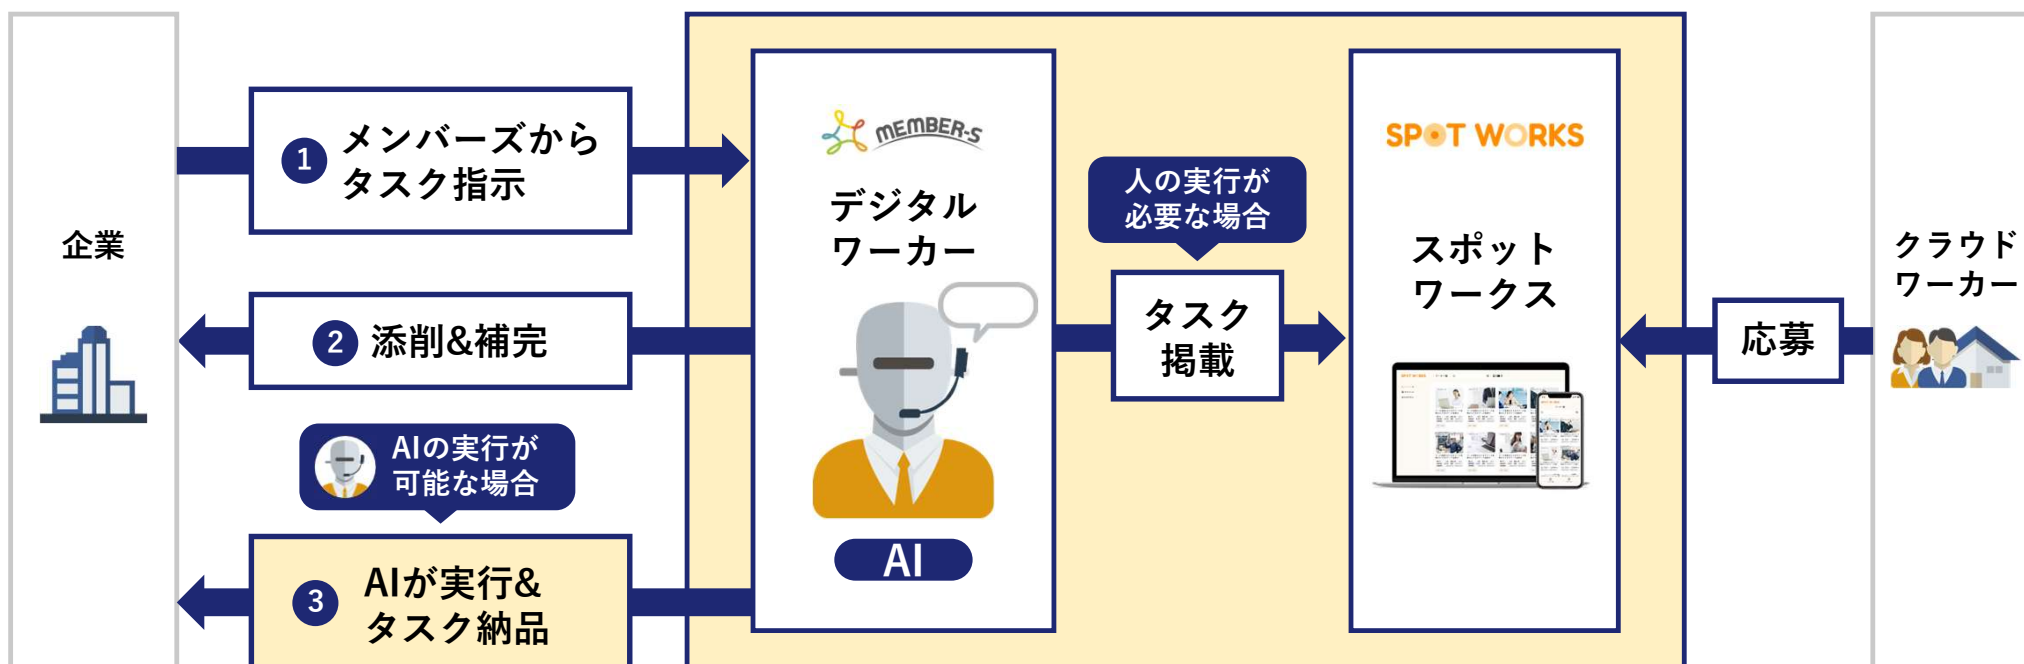 企業
1
メンバーズから
タスク指示
2
添削&補完
AIの実行が
可能な場合
3
AIが実行&
タスク納品
MEMBER-S
デジタル
ワーカー
AI
人の実行が
必要な場合
タスク
掲載
SPOT WORKS
スポット
ワークス
応募
クラウド
ワーカー